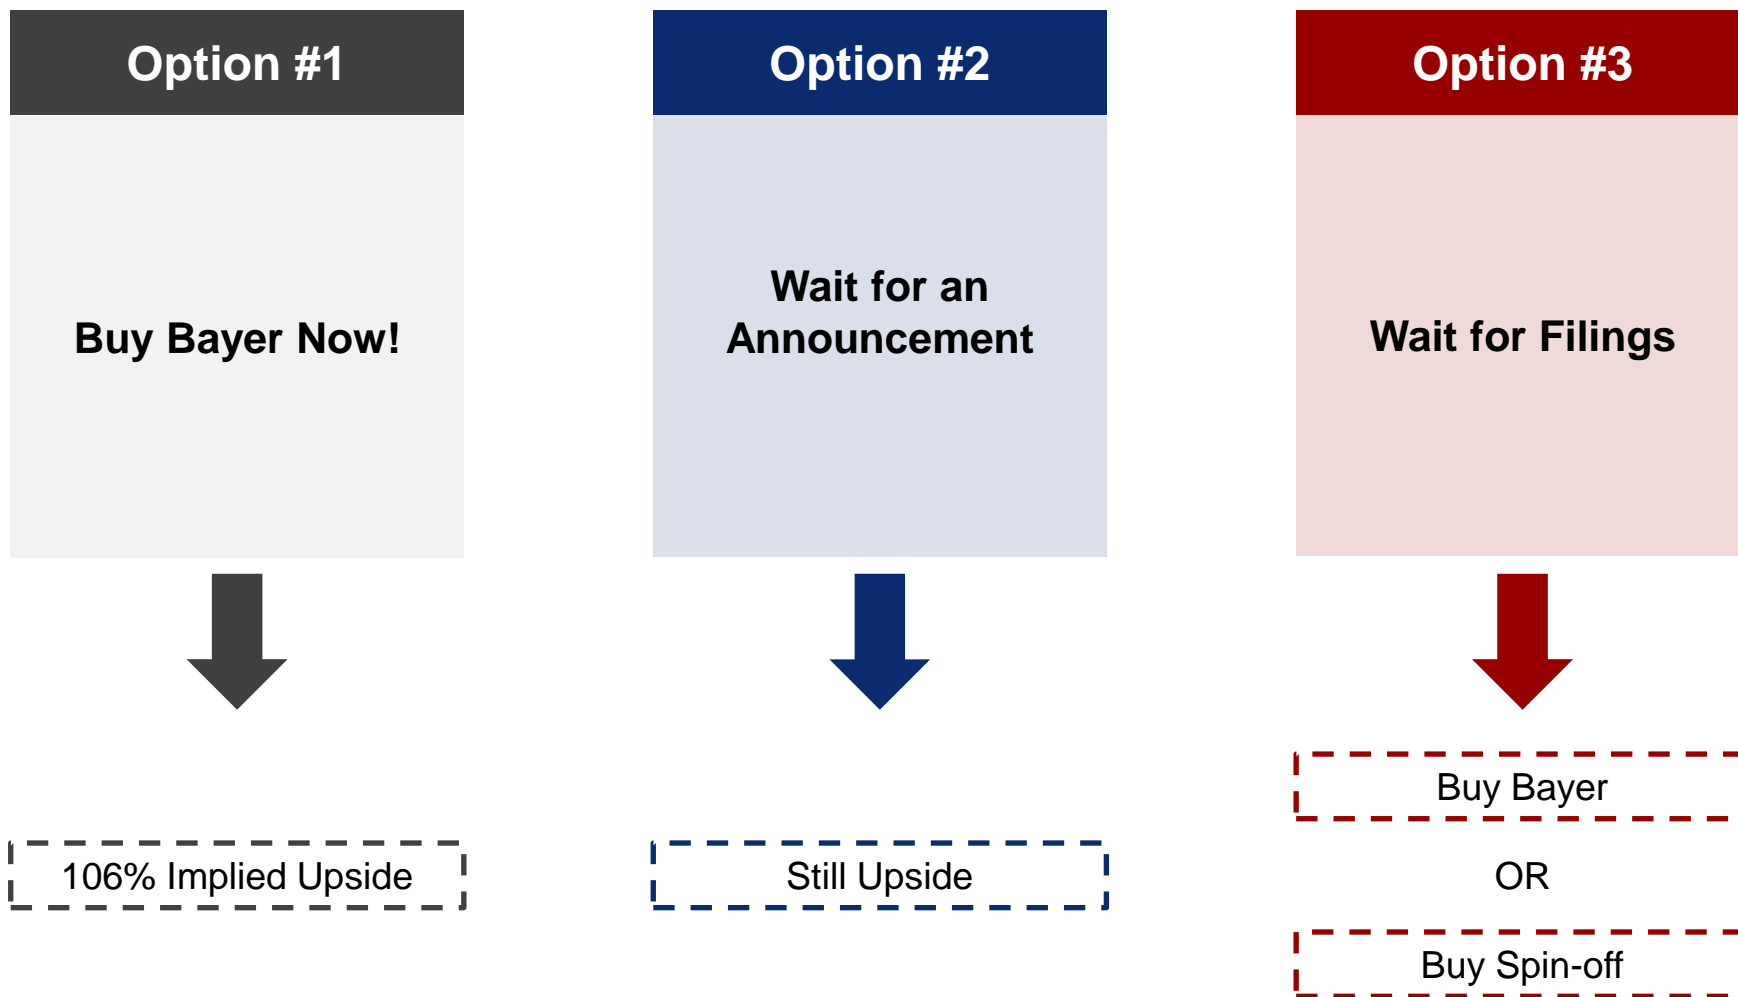 Option #1
Buy Bayer Now!
106% Implied Upside
Option #2
Wait for an
Announcement
Still Upside
Option #3
Wait for Filings
Buy Bayer
OR
Buy Spin-off